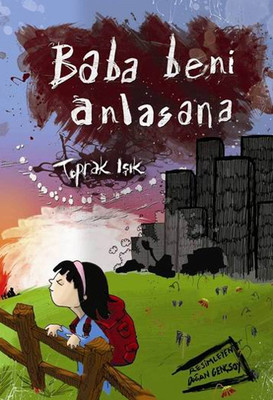 Baba beni
anlasana
Toprak Işık
RESİMLEYEN
DOĞAN GENÇSOY